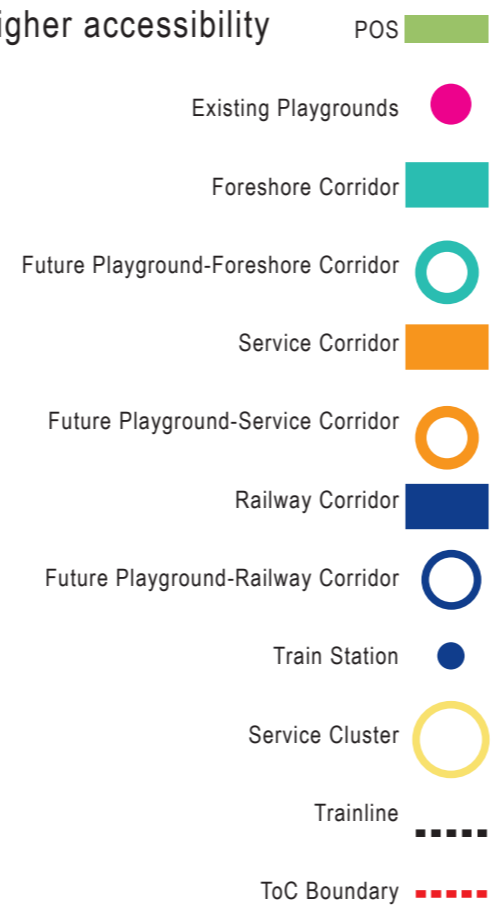 igher accessibility
POS
Existing Playgrounds
Foreshore Corridor
Future Playground-Foreshore Corridor
Service Corridor
Future Playground-Service Corridor
Railway Corridor
Future Playground-Railway Corridor
Train Station
Service Cluster
Trainline
ToC Boundary